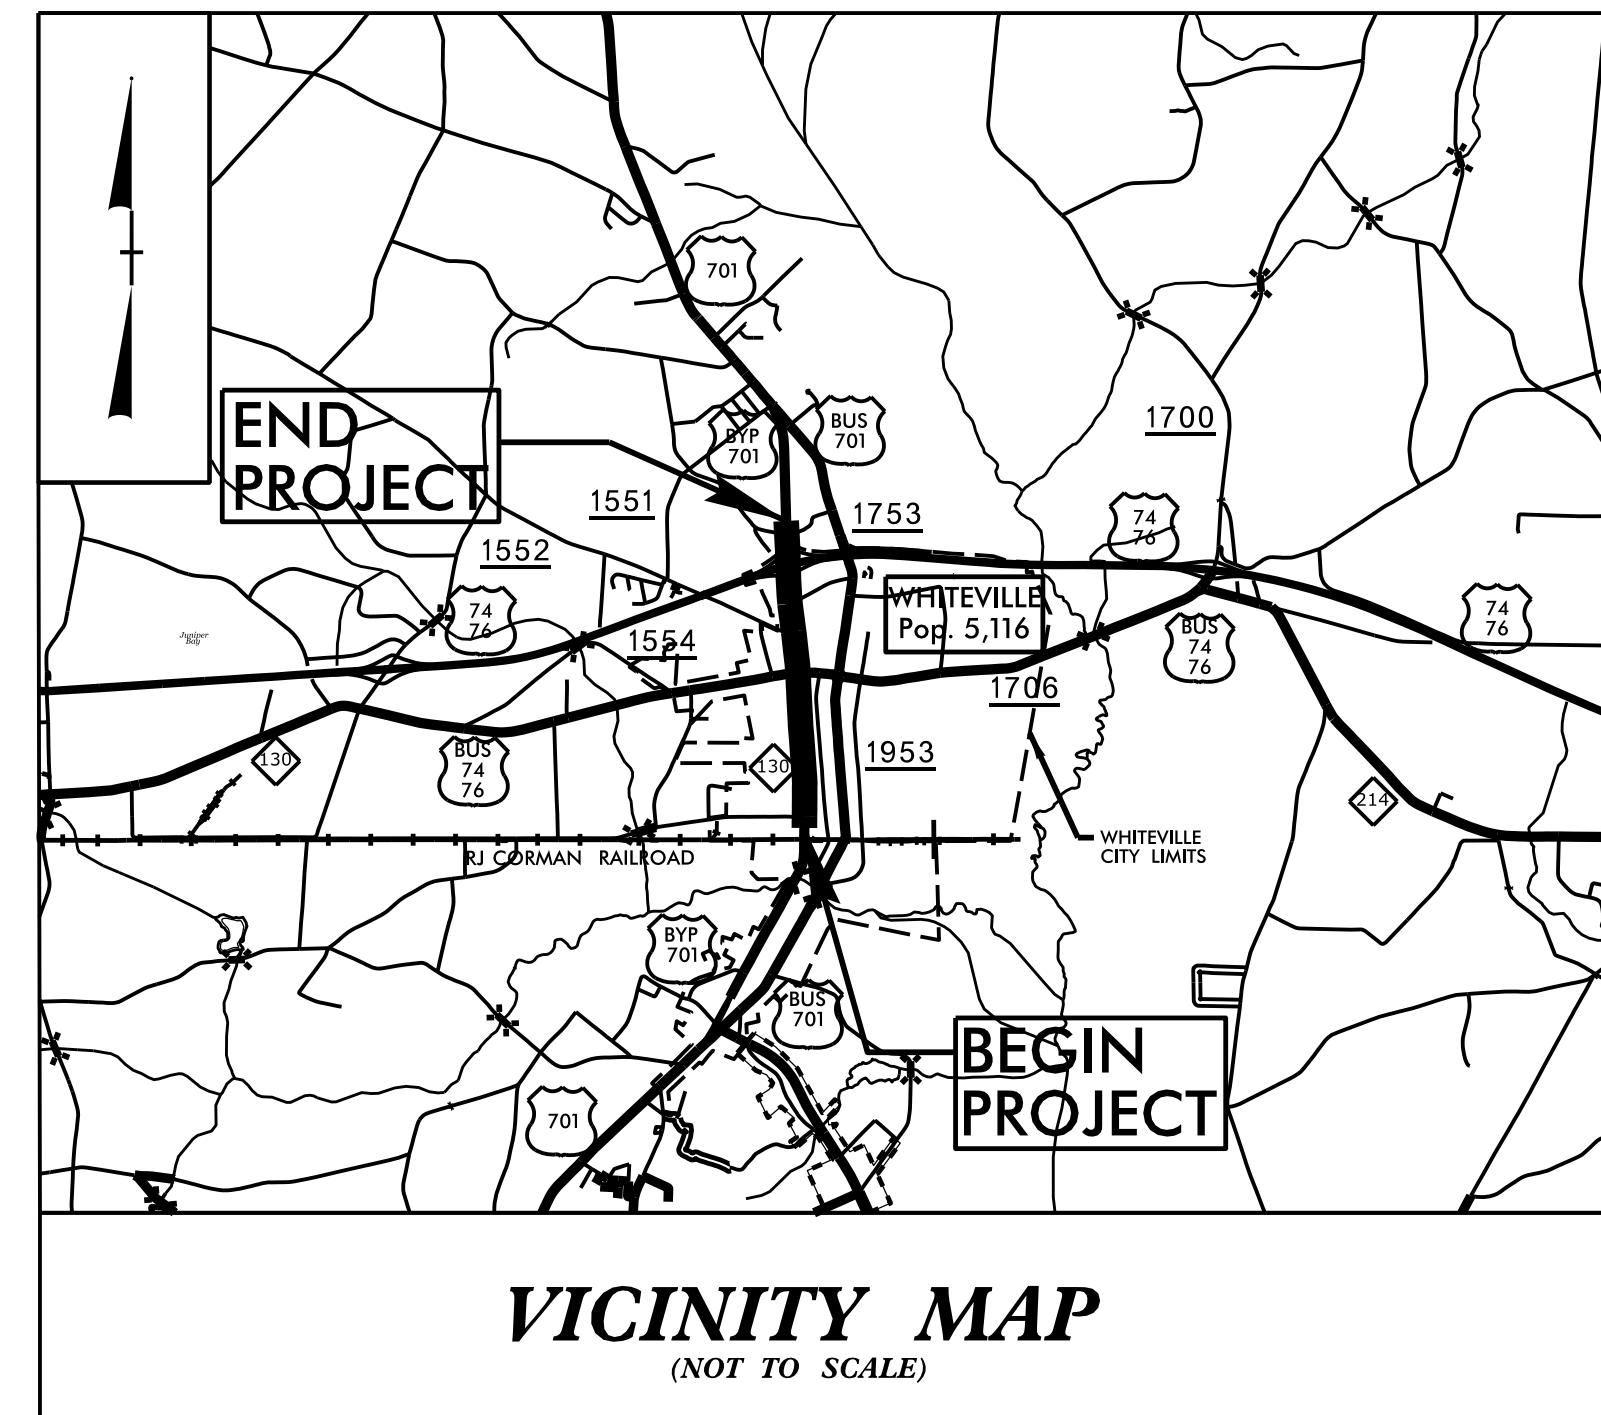 701
END
PROJECT
BYP
701
BUS
701
1700
1551
1753
74
76
1552
WHITEVILLE
Pop. 5,116
74
76
74
76
1554
BUS
74
76
Juniper
Bay
1706
130
BUS
74
76
130
1953
214
WHITEVILLE
CITY LIMITS
RJ CORMAN RAILROAD
BYP
701
BUS
701
BEGIN
PROJECT
701
VICINITY MAP
(NOT TO SCALE)